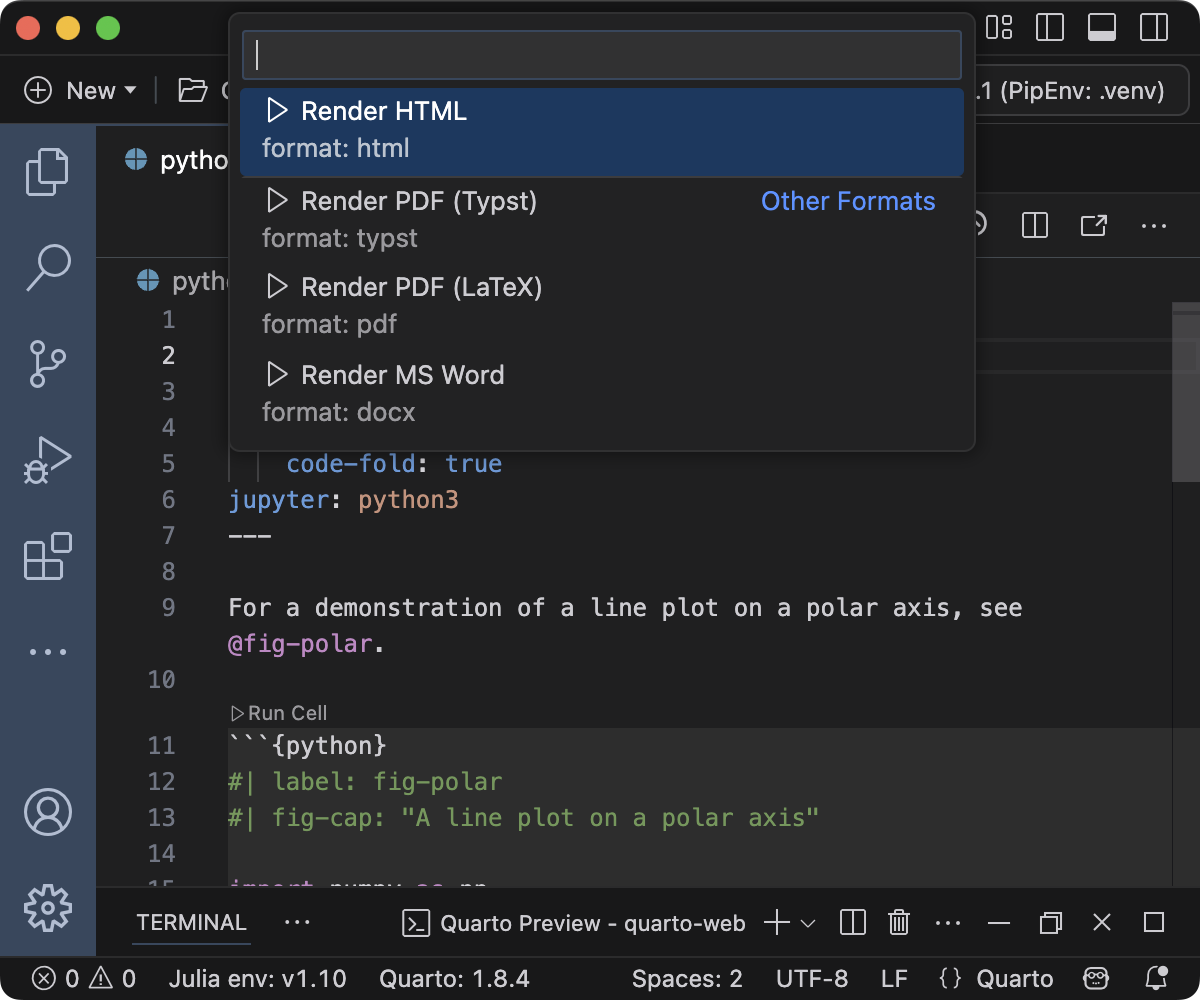 New
.1 (PipEnv: .venv)
Render HTML
format: html
Render PDF (Typst)
Other Formats
format: typst
Render PDF (LaTeX)
format: pdf
Render MS Word
format: docx
1
2
3
4
5 code-fold: true
6 jupyter: python3
7 ---
8
9 For a demonstration of a line plot on a polar axis, see
@fig-polar.
10
Run Cell
11 ```{python}
12 #| label: fig-polar
13 #| fig-cap: "A line plot on a polar axis"
14
15 import numpy as np
TERMINAL
Quarto Preview - quarto-web
0 0 Julia env: v1.10 Quarto: 1.8.4 Spaces: 2 UTF-8 LF {} Quarto